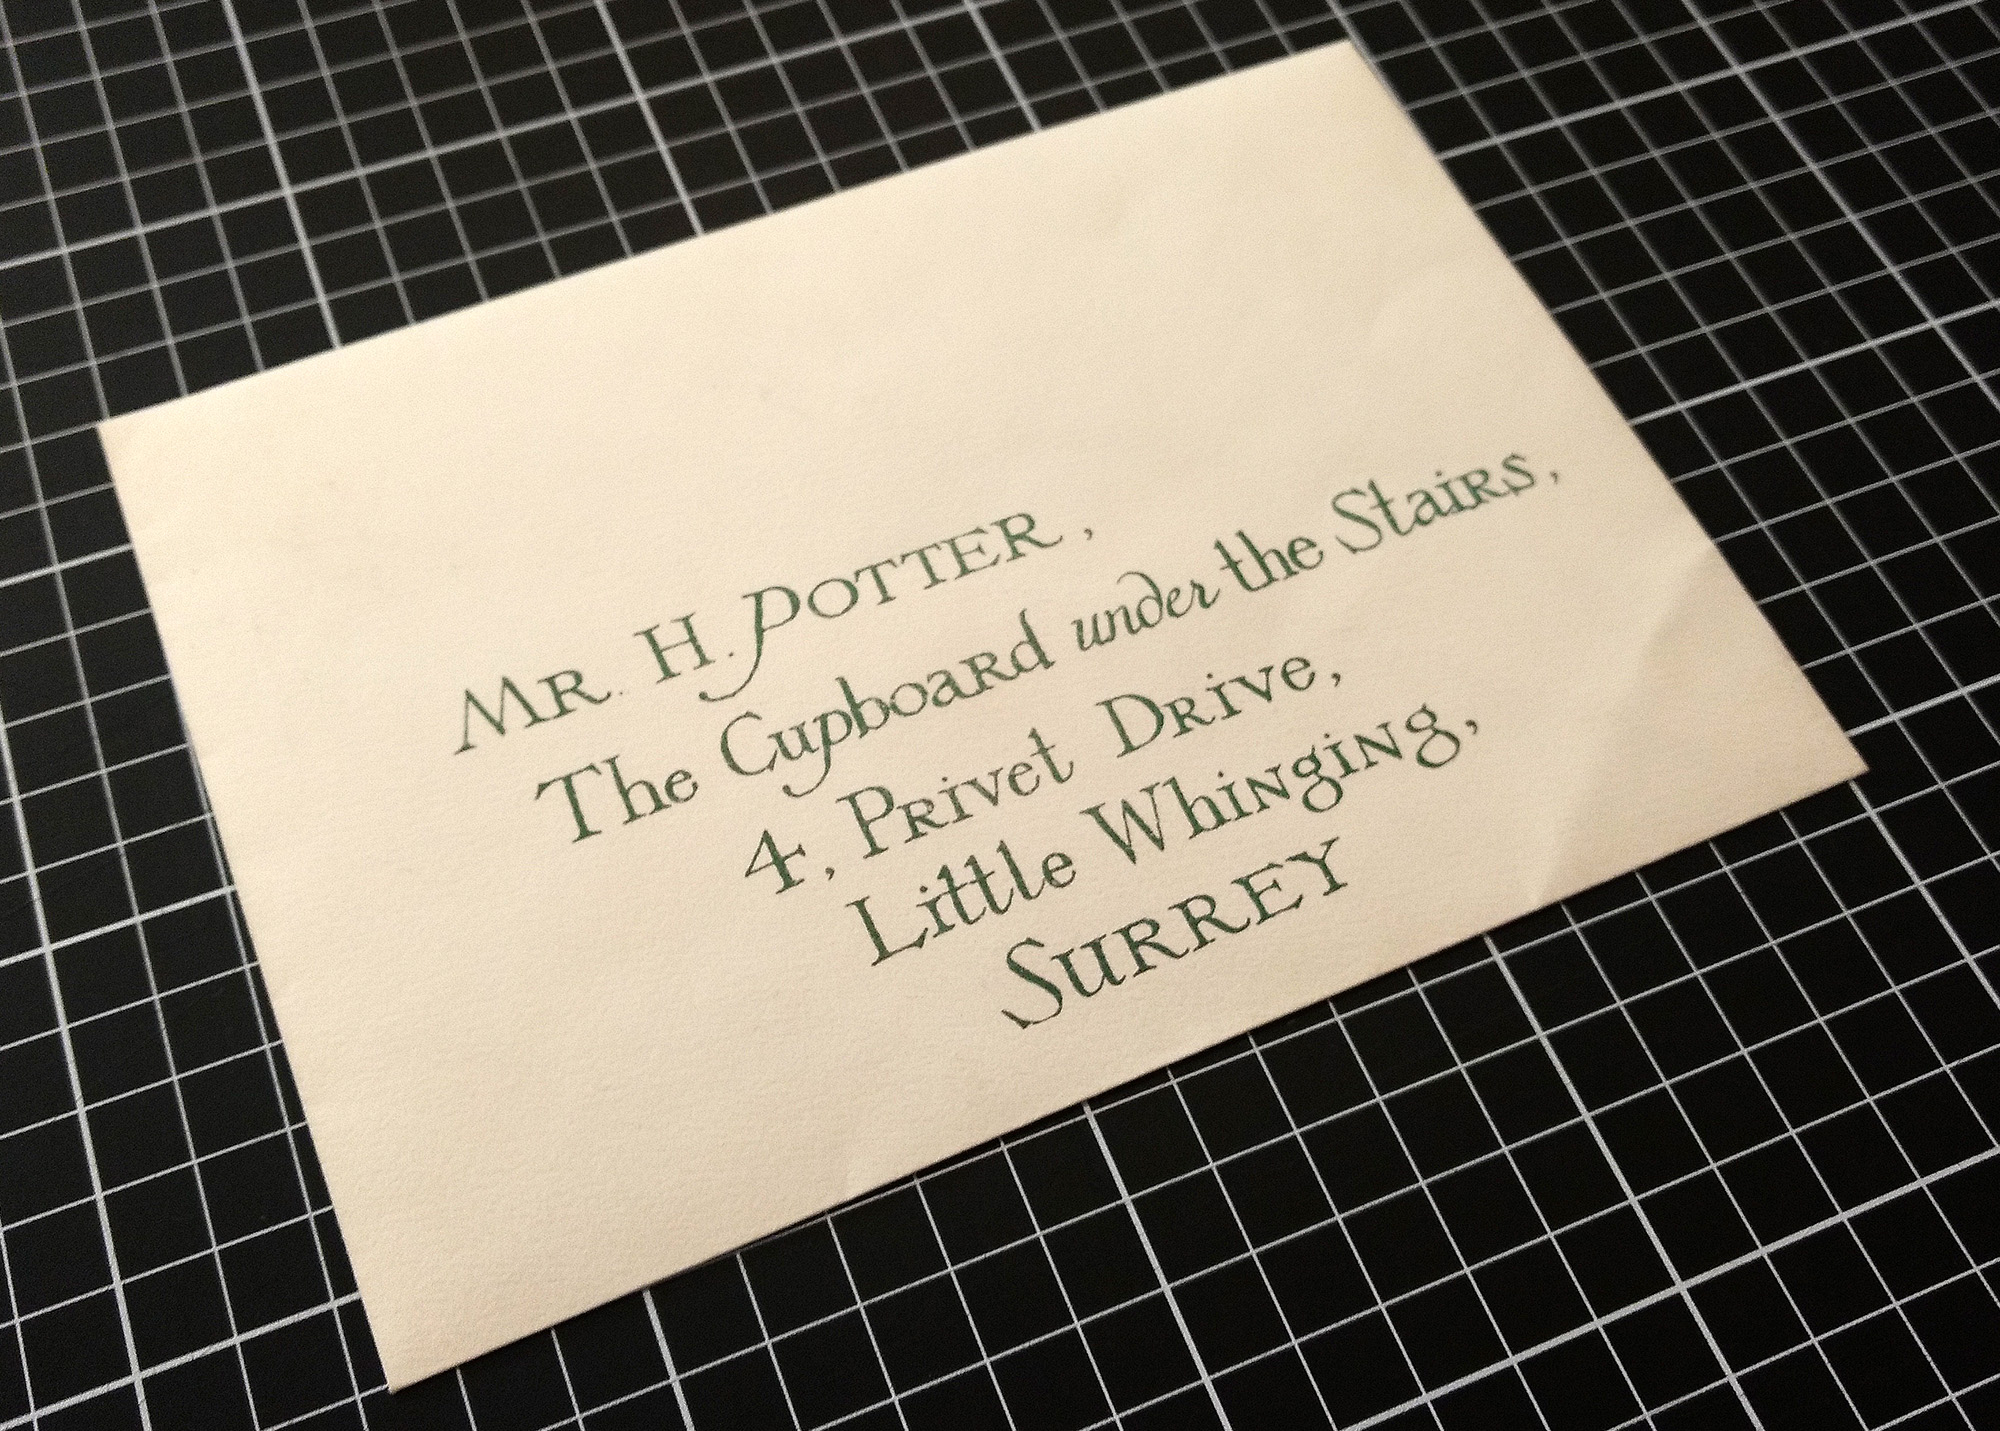 Mr. H. Potter,
The Cupboard under the Stairs,
4, Privet Drive,
Little Whinging,
Surrey